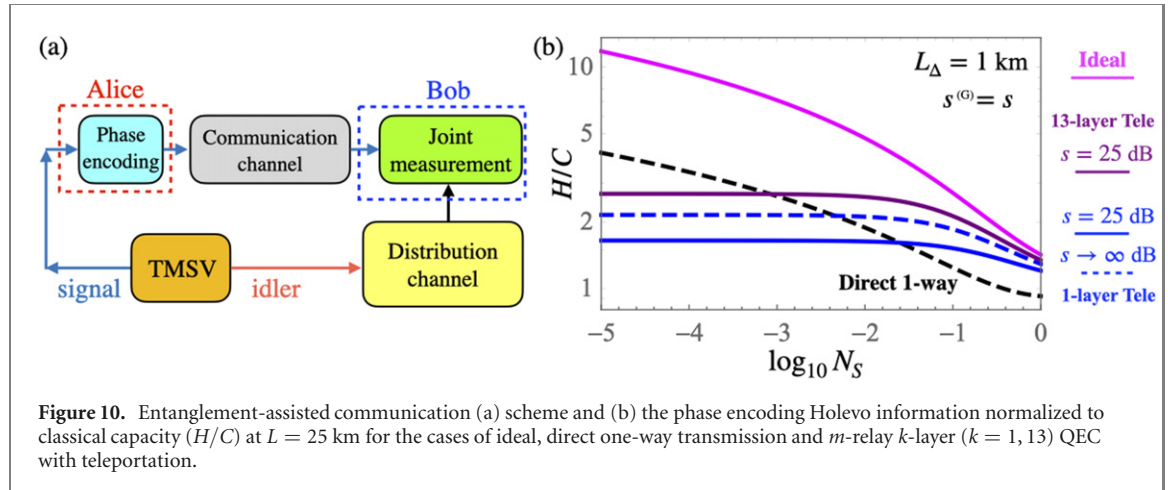 (a)
Alice
Phase
encoding
Communication
channel
Bob
Joint
measurement
TMSV
signal
idler
Distribution
channel
(b)
H/C
10
5
2
1
L_Δ = 1 km
s^(G) = s
Direct 1-way
-5
-4
-3
-2
-1
0
log₁₀ N_S
Ideal
13-layer Tele
s = 25 dB
s = 25 dB
s → ∞ dB
1-layer Tele
Figure 10. Entanglement-assisted communication (a) scheme and (b) the phase encoding Holevo information normalized to
classical capacity (H/C) at L = 25 km for the cases of ideal, direct one-way transmission and m-relay k-layer (k = 1, 13) QEC
with teleportation.